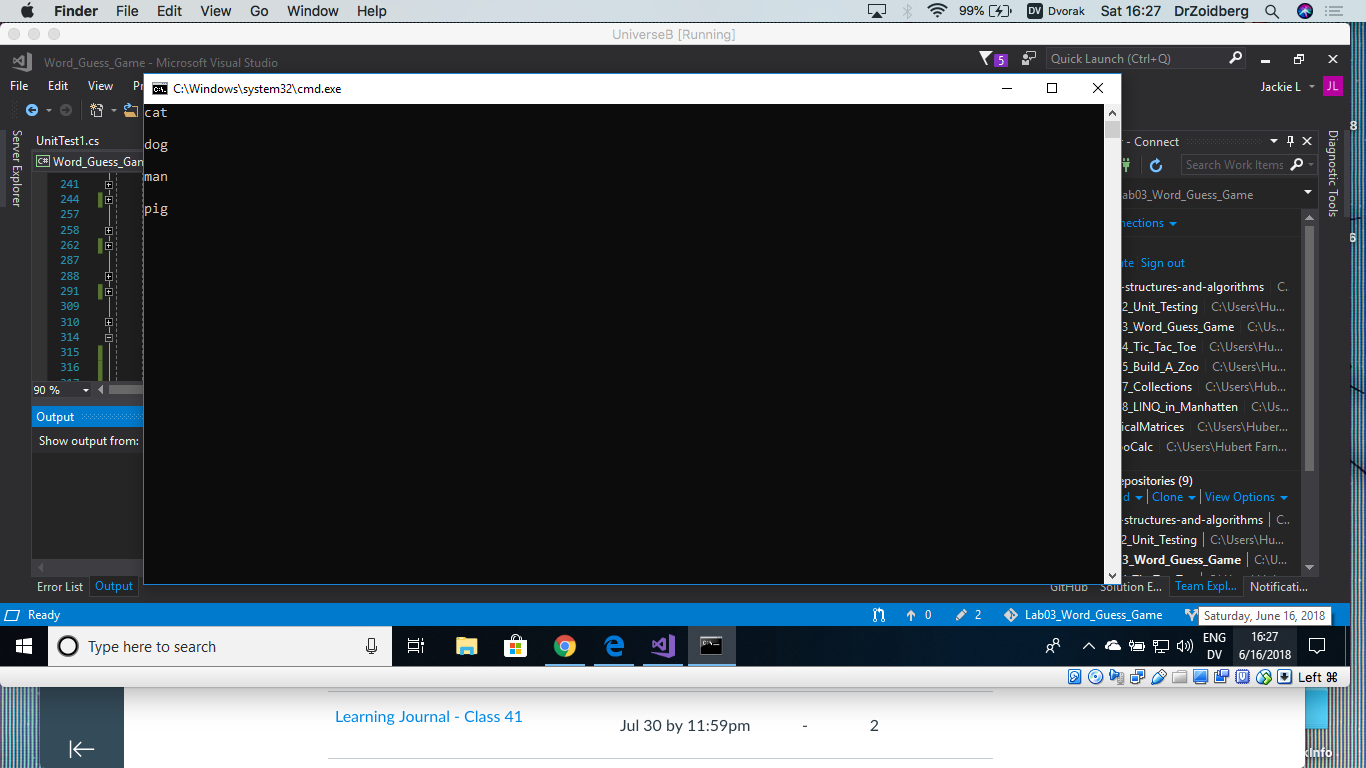 Finder File Edit View Go Window Help 99% DV Dvorak Sat 16:27 DrZoidberg
UniverseB [Running]
Word_Guess_Game - Microsoft Visual Studio 5 Quick Launch (Ctrl+Q)
File Edit View Jackie L JL
C:\Windows\system32\cmd.exe
cat
dog
man
pig
Server Explorer
UnitTest1.cs
C# Word_Guess_Gam
241
244
257
258
262
287
288
291
309
310
314
315
316
317
90 %
Output
Show output from:
Error List Output
- Connect
Search Work Items
ab03_Word_Guess_Game
nections
Sign out
-structures-and-algorithms C..
2_Unit_Testing C:\Users\Hu...
3_Word_Guess_Game C:\Us...
4_Tic_Tac_Toe C:\Users\Hu...
5_Build_A_Zoo C:\Users\Hu...
7_Collections C:\Users\Hub...
8_LINQ_in_Manhatten C:\Us...
icalMatrices C:\Users\Huber...
oCalc C:\Users\Hubert Farn...
epositories (9)
d Clone View Options
-structures-and-algorithms C..
2_Unit_Testing C:\Users\Hu...
3_Word_Guess_Game C:\U...
GitHub Solution E... Team Expl... Notificati...
Diagnostic Tools
8
6
Ready 0 2 Lab03_Word_Guess_Game
Saturday, June 16, 2018
Type here to search ENG DV 16:27 6/16/2018
Left ⌘
Learning Journal - Class 41 Jul 30 by 11:59pm - 2
Info